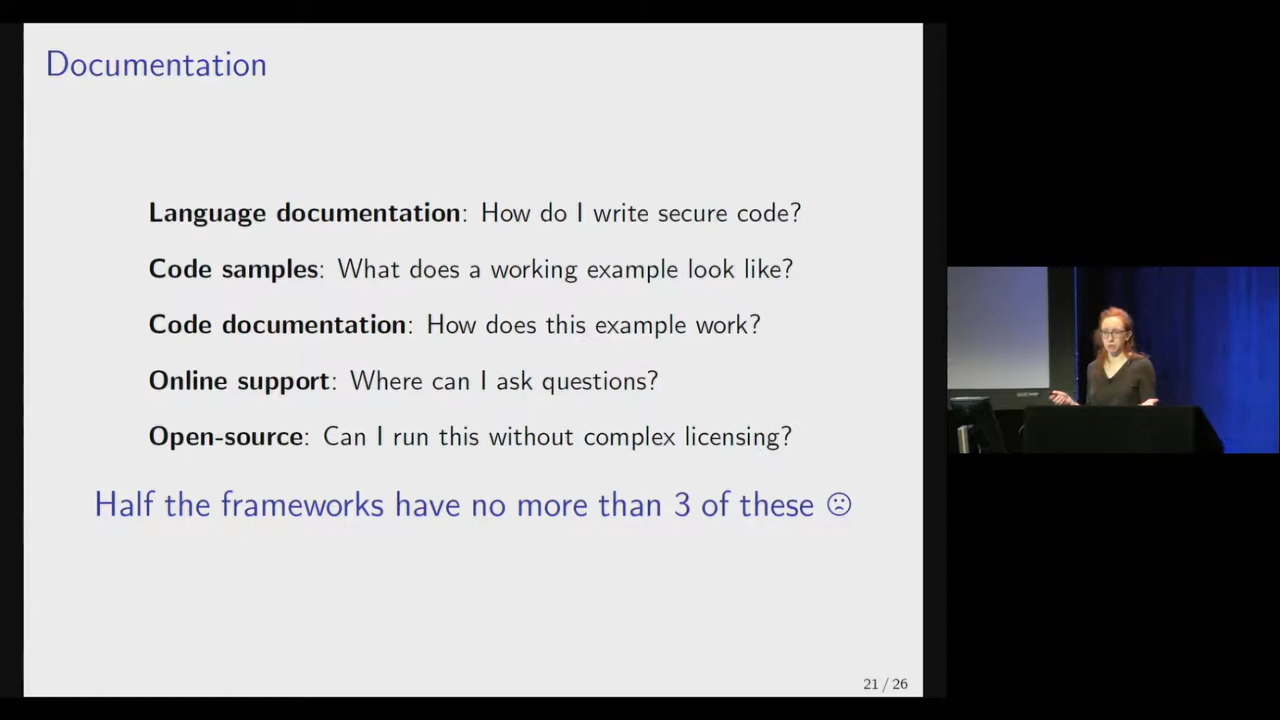 Documentation
Language documentation: How do I write secure code?
Code samples: What does a working example look like?
Code documentation: How does this example work?
Online support: Where can I ask questions?
Open-source: Can I run this without complex licensing?
Half the frameworks have no more than 3 of these ☹
21 / 26